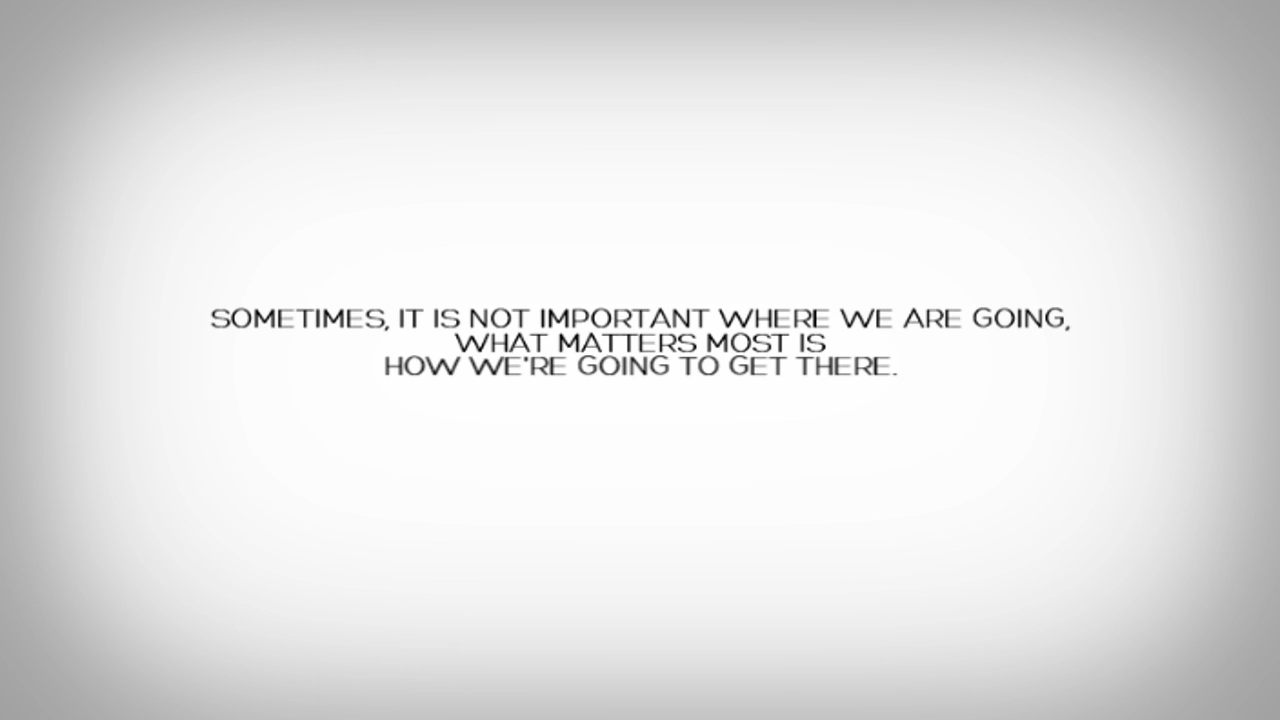 SOMETIMES, IT IS NOT IMPORTANT WHERE WE ARE GOING,
WHAT MATTERS MOST IS
HOW WE'RE GOING TO GET THERE.